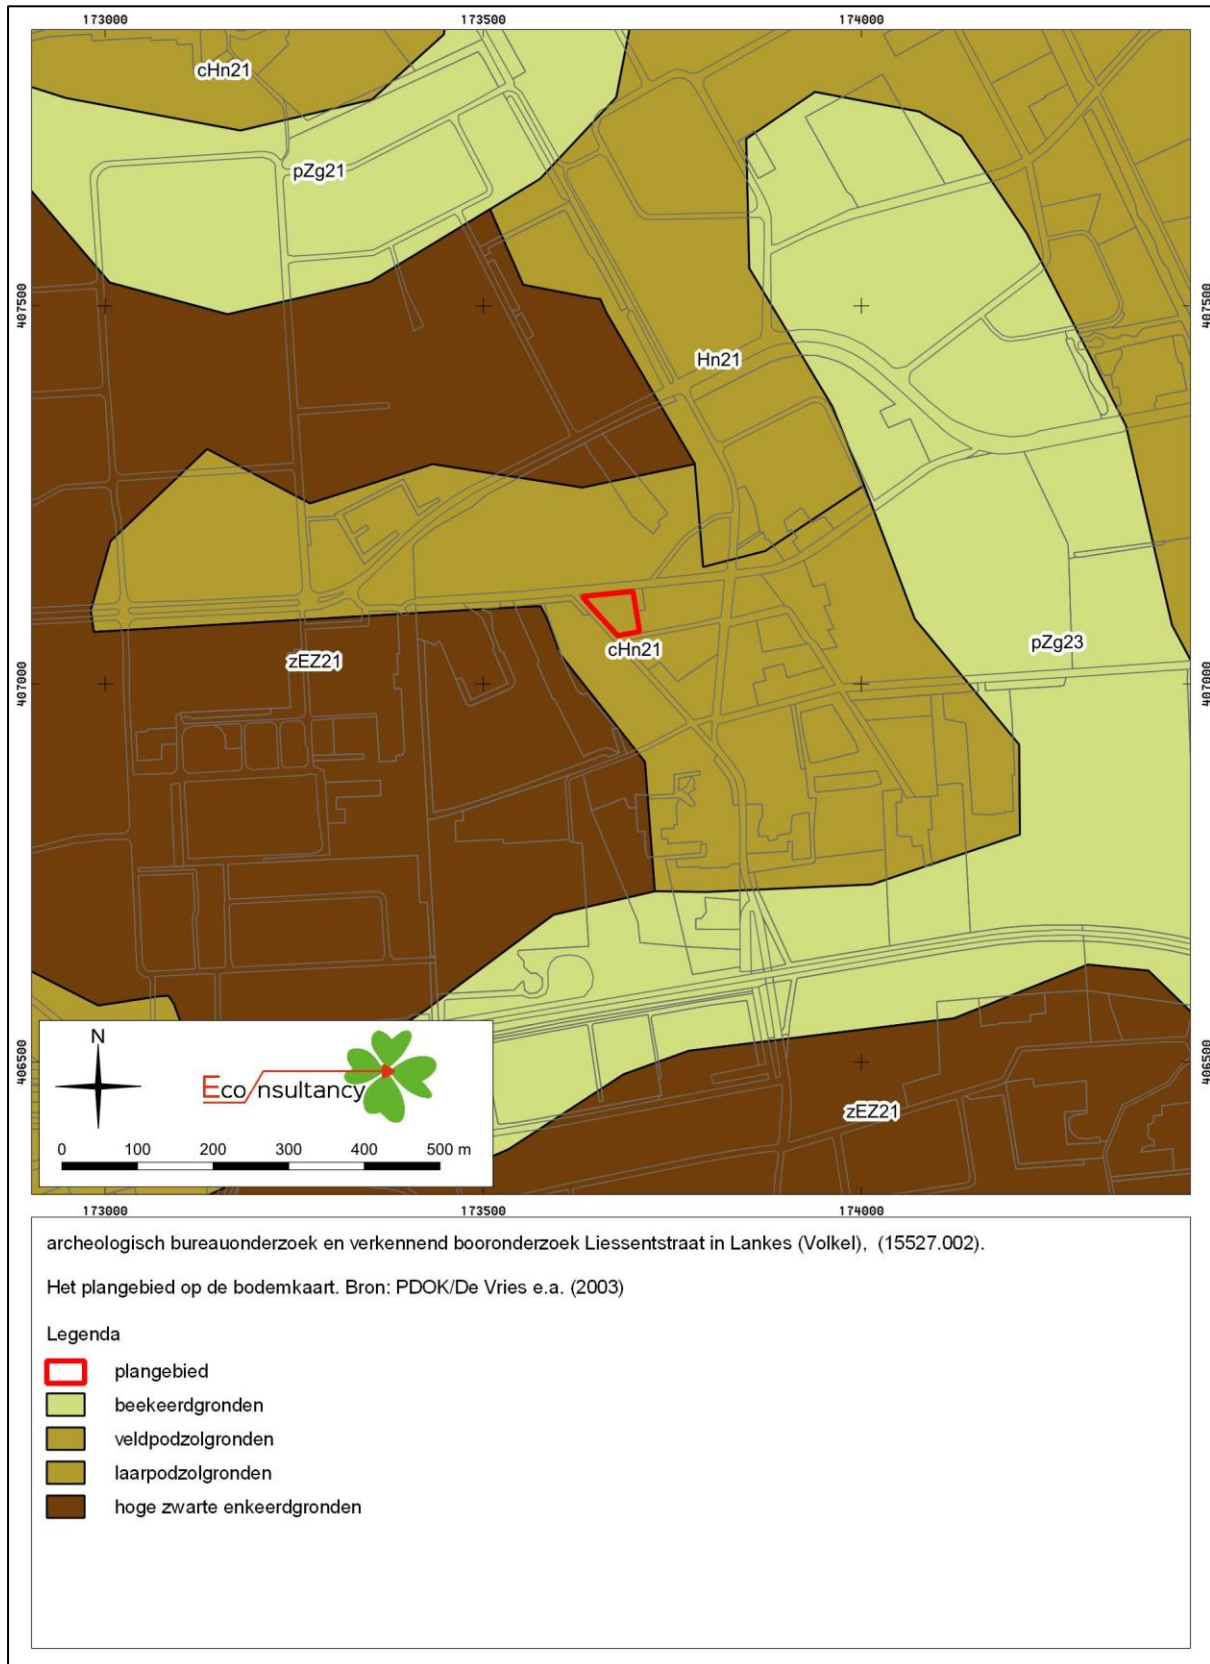 173000 173500 174000
cHn21
pZg21
407500 407500
Hn21
cHn21
pZg23
zEZ21
407000 407000
N
Econsultancy
406500 406500
zEZ21
0 100 200 300 400 500 m
173000 173500 174000
archeologisch bureauonderzoek en verkennend booronderzoek Liessentstraat in Lankes (Volkel), (15527.002).
Het plangebied op de bodemkaart. Bron: PDOK/De Vries e.a. (2003)
Legenda
plangebied
beekeerdgronden
veldpodzolgronden
laarpodzolgronden
hoge zwarte enkeerdgronden